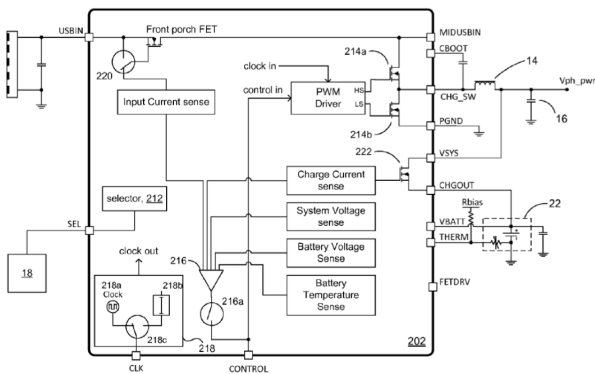 USBIN
Front porch FET
MIDUSBIN
CBOOT
220
214a
14
clock in
Vph_pwr
Input Current sense
control in
PWM
Driver
HS
LS
CHG_SW
16
214b
PGND
222
VSYS
Charge Current
sense
CHGOUT
selector, 212
Rbias
22
System Voltage
sense
VBATT
SEL
THERM
clock out
216
Battery Voltage
Sense
18
218a
Clock
218b
216a
Battery
Temperature
Sense
FETDRV
218c
218
202
CLK
CONTROL